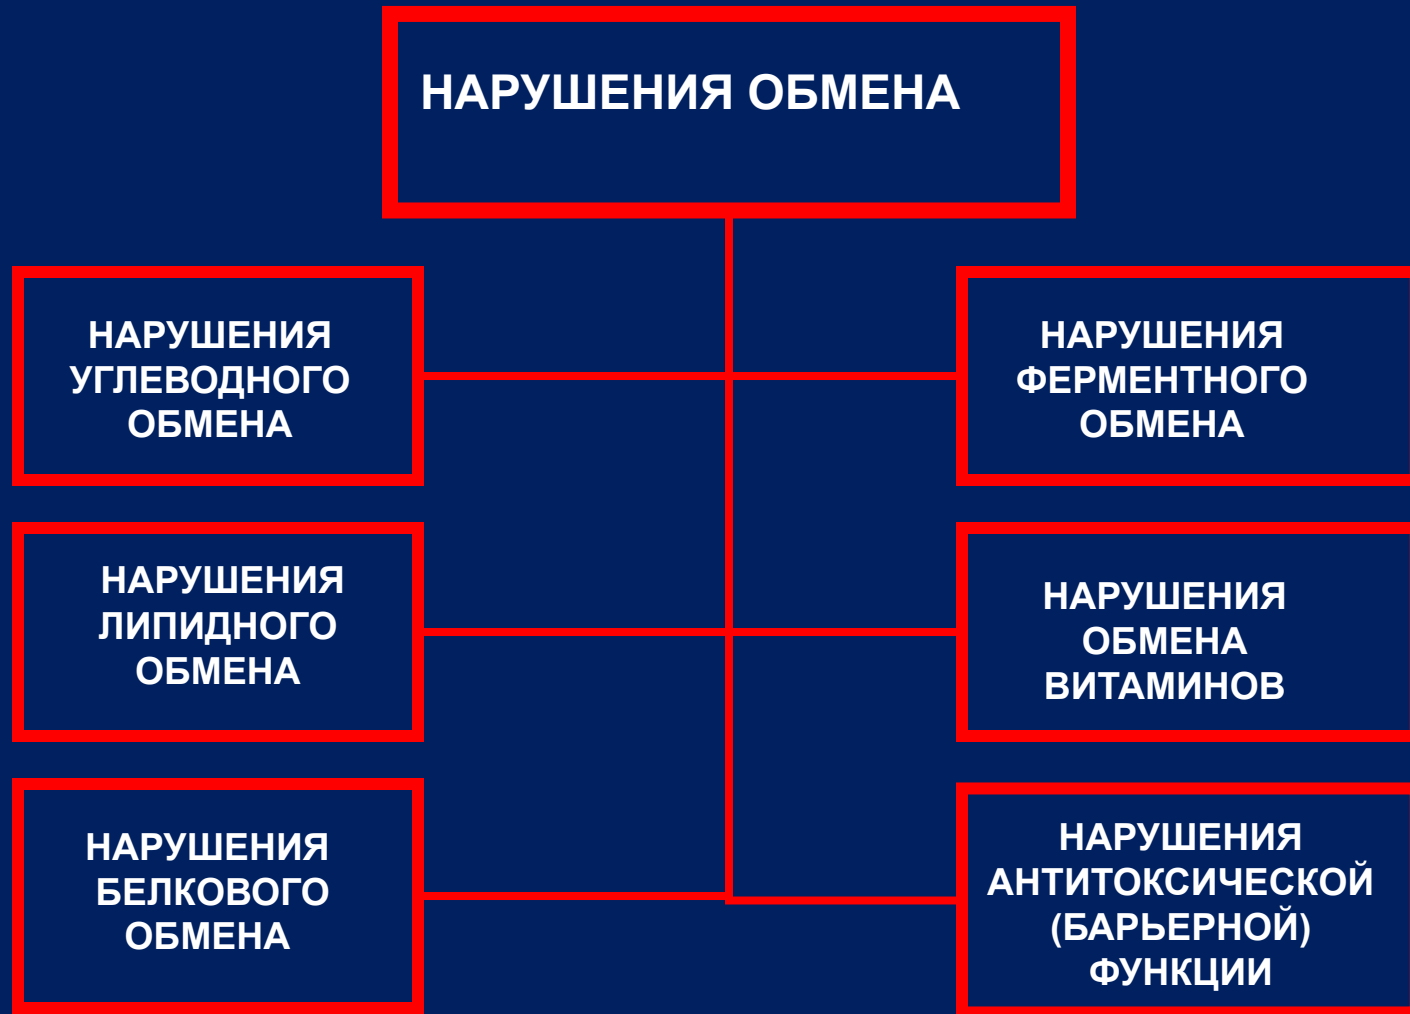 НАРУШЕНИЯ ОБМЕНА
НАРУШЕНИЯ
УГЛЕВОДНОГО
ОБМЕНА
НАРУШЕНИЯ
ФЕРМЕНТНОГО
ОБМЕНА
НАРУШЕНИЯ
ЛИПИДНОГО
ОБМЕНА
НАРУШЕНИЯ
ОБМЕНА
ВИТАМИНОВ
НАРУШЕНИЯ
БЕЛКОВОГО
ОБМЕНА
НАРУШЕНИЯ
АНТИТОКСИЧЕСКОЙ
(БАРЬЕРНОЙ)
ФУНКЦИИ